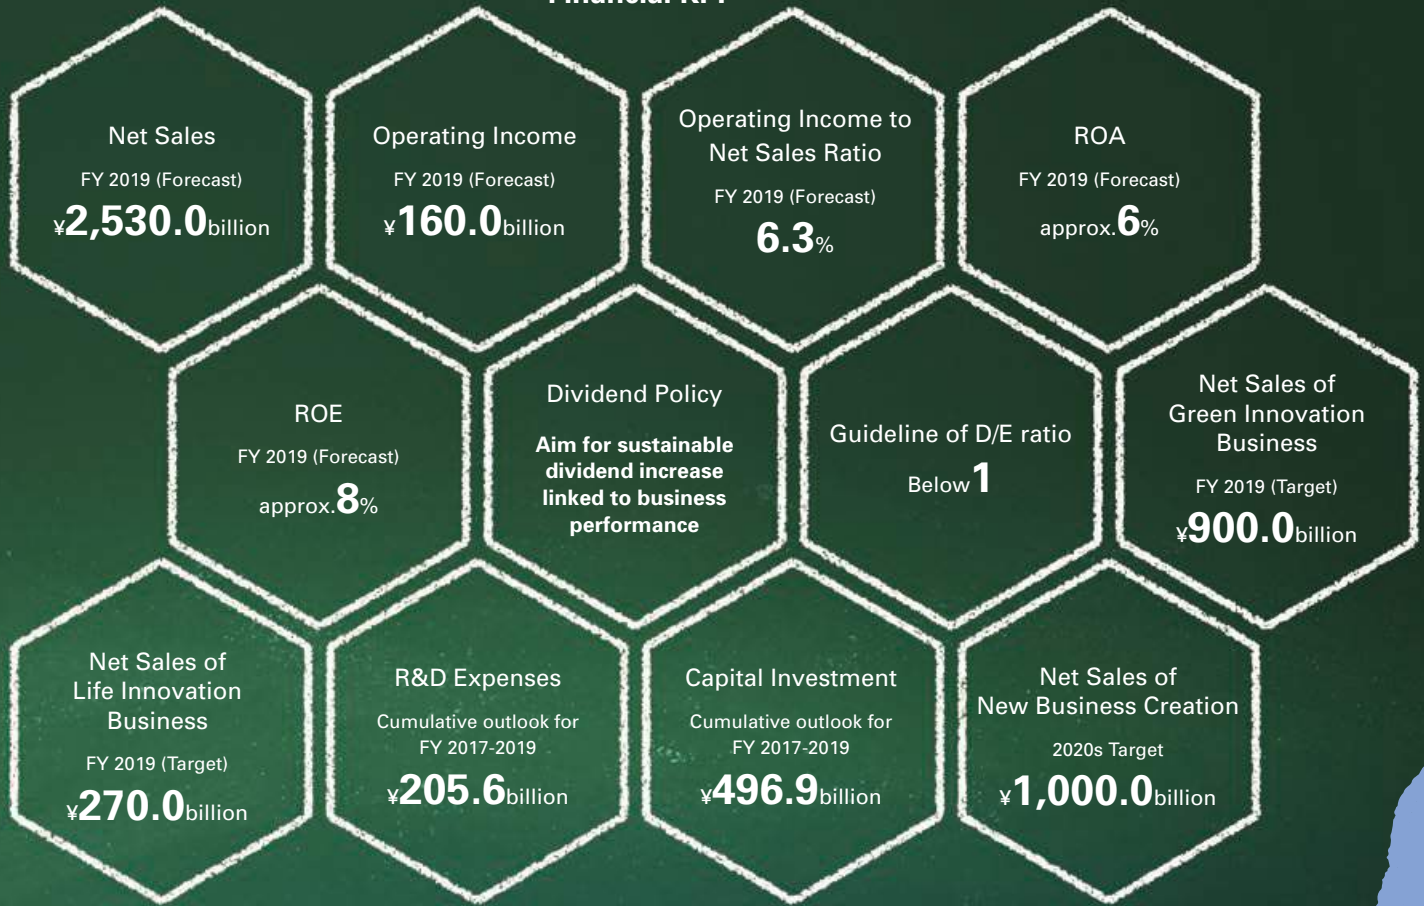 Financial KPI
Net Sales
FY 2019 (Forecast)
¥2,530.0billion
Operating Income
FY 2019 (Forecast)
¥160.0billion
Operating Income to
Net Sales Ratio
FY 2019 (Forecast)
6.3%
ROA
FY 2019 (Forecast)
approx.6%
ROE
FY 2019 (Forecast)
approx.8%
Dividend Policy
Aim for sustainable
dividend increase
linked to business
performance
Guideline of D/E ratio
Below1
Net Sales of
Green Innovation
Business
FY 2019 (Target)
¥900.0billion
Net Sales of
Life Innovation
Business
FY 2019 (Target)
¥270.0billion
R&D Expenses
Cumulative outlook for
FY 2017-2019
¥205.6billion
Capital Investment
Cumulative outlook for
FY 2017-2019
¥496.9billion
Net Sales of
New Business Creation
2020s Target
¥1,000.0billion